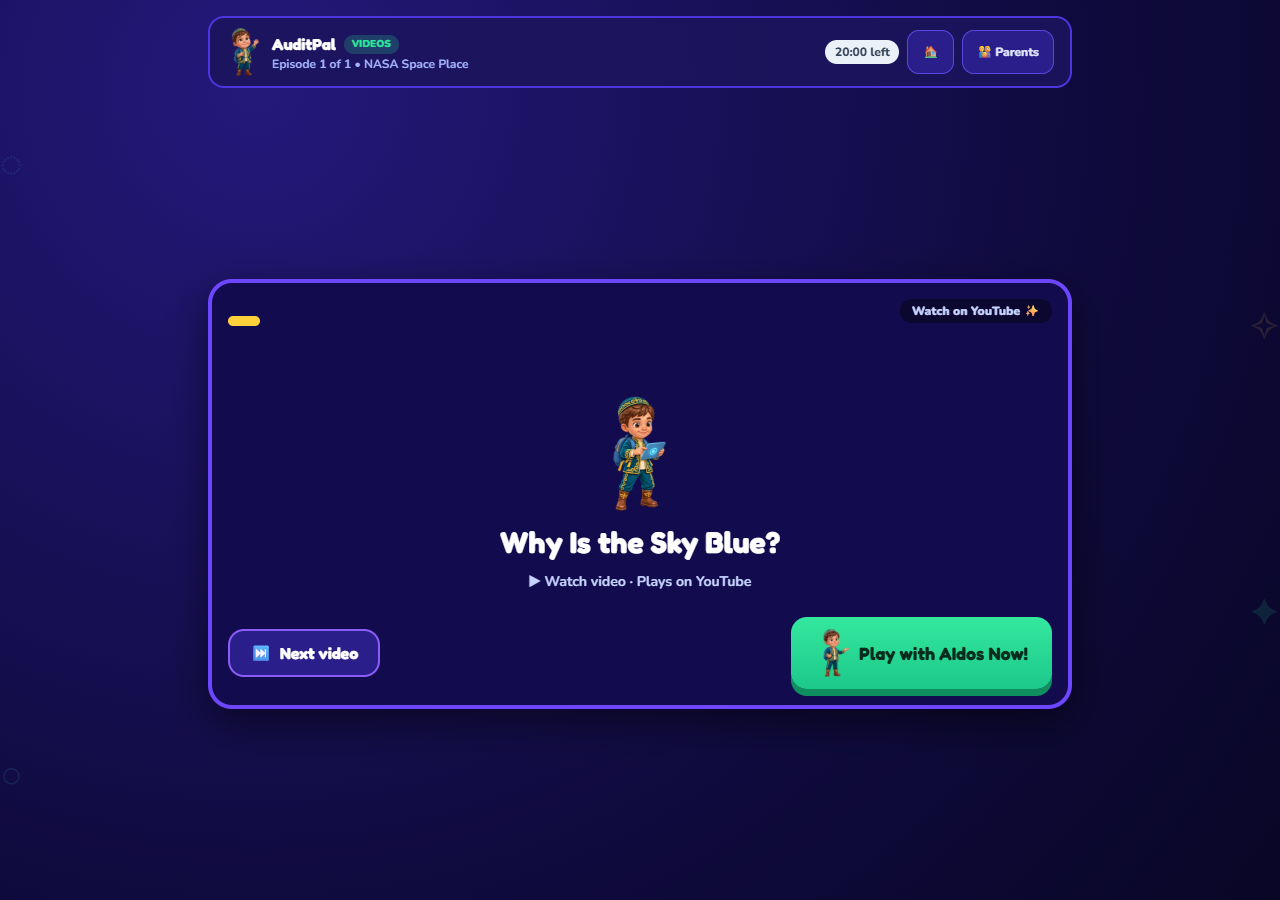 AuditPal VIDEOS
Episode 1 of 1 • NASA Space Place
20:00 left
Parents
Watch on YouTube ✨
Why Is the Sky Blue?
▶ Watch video · Plays on YouTube
⏭ Next video
Play with Aldos Now!